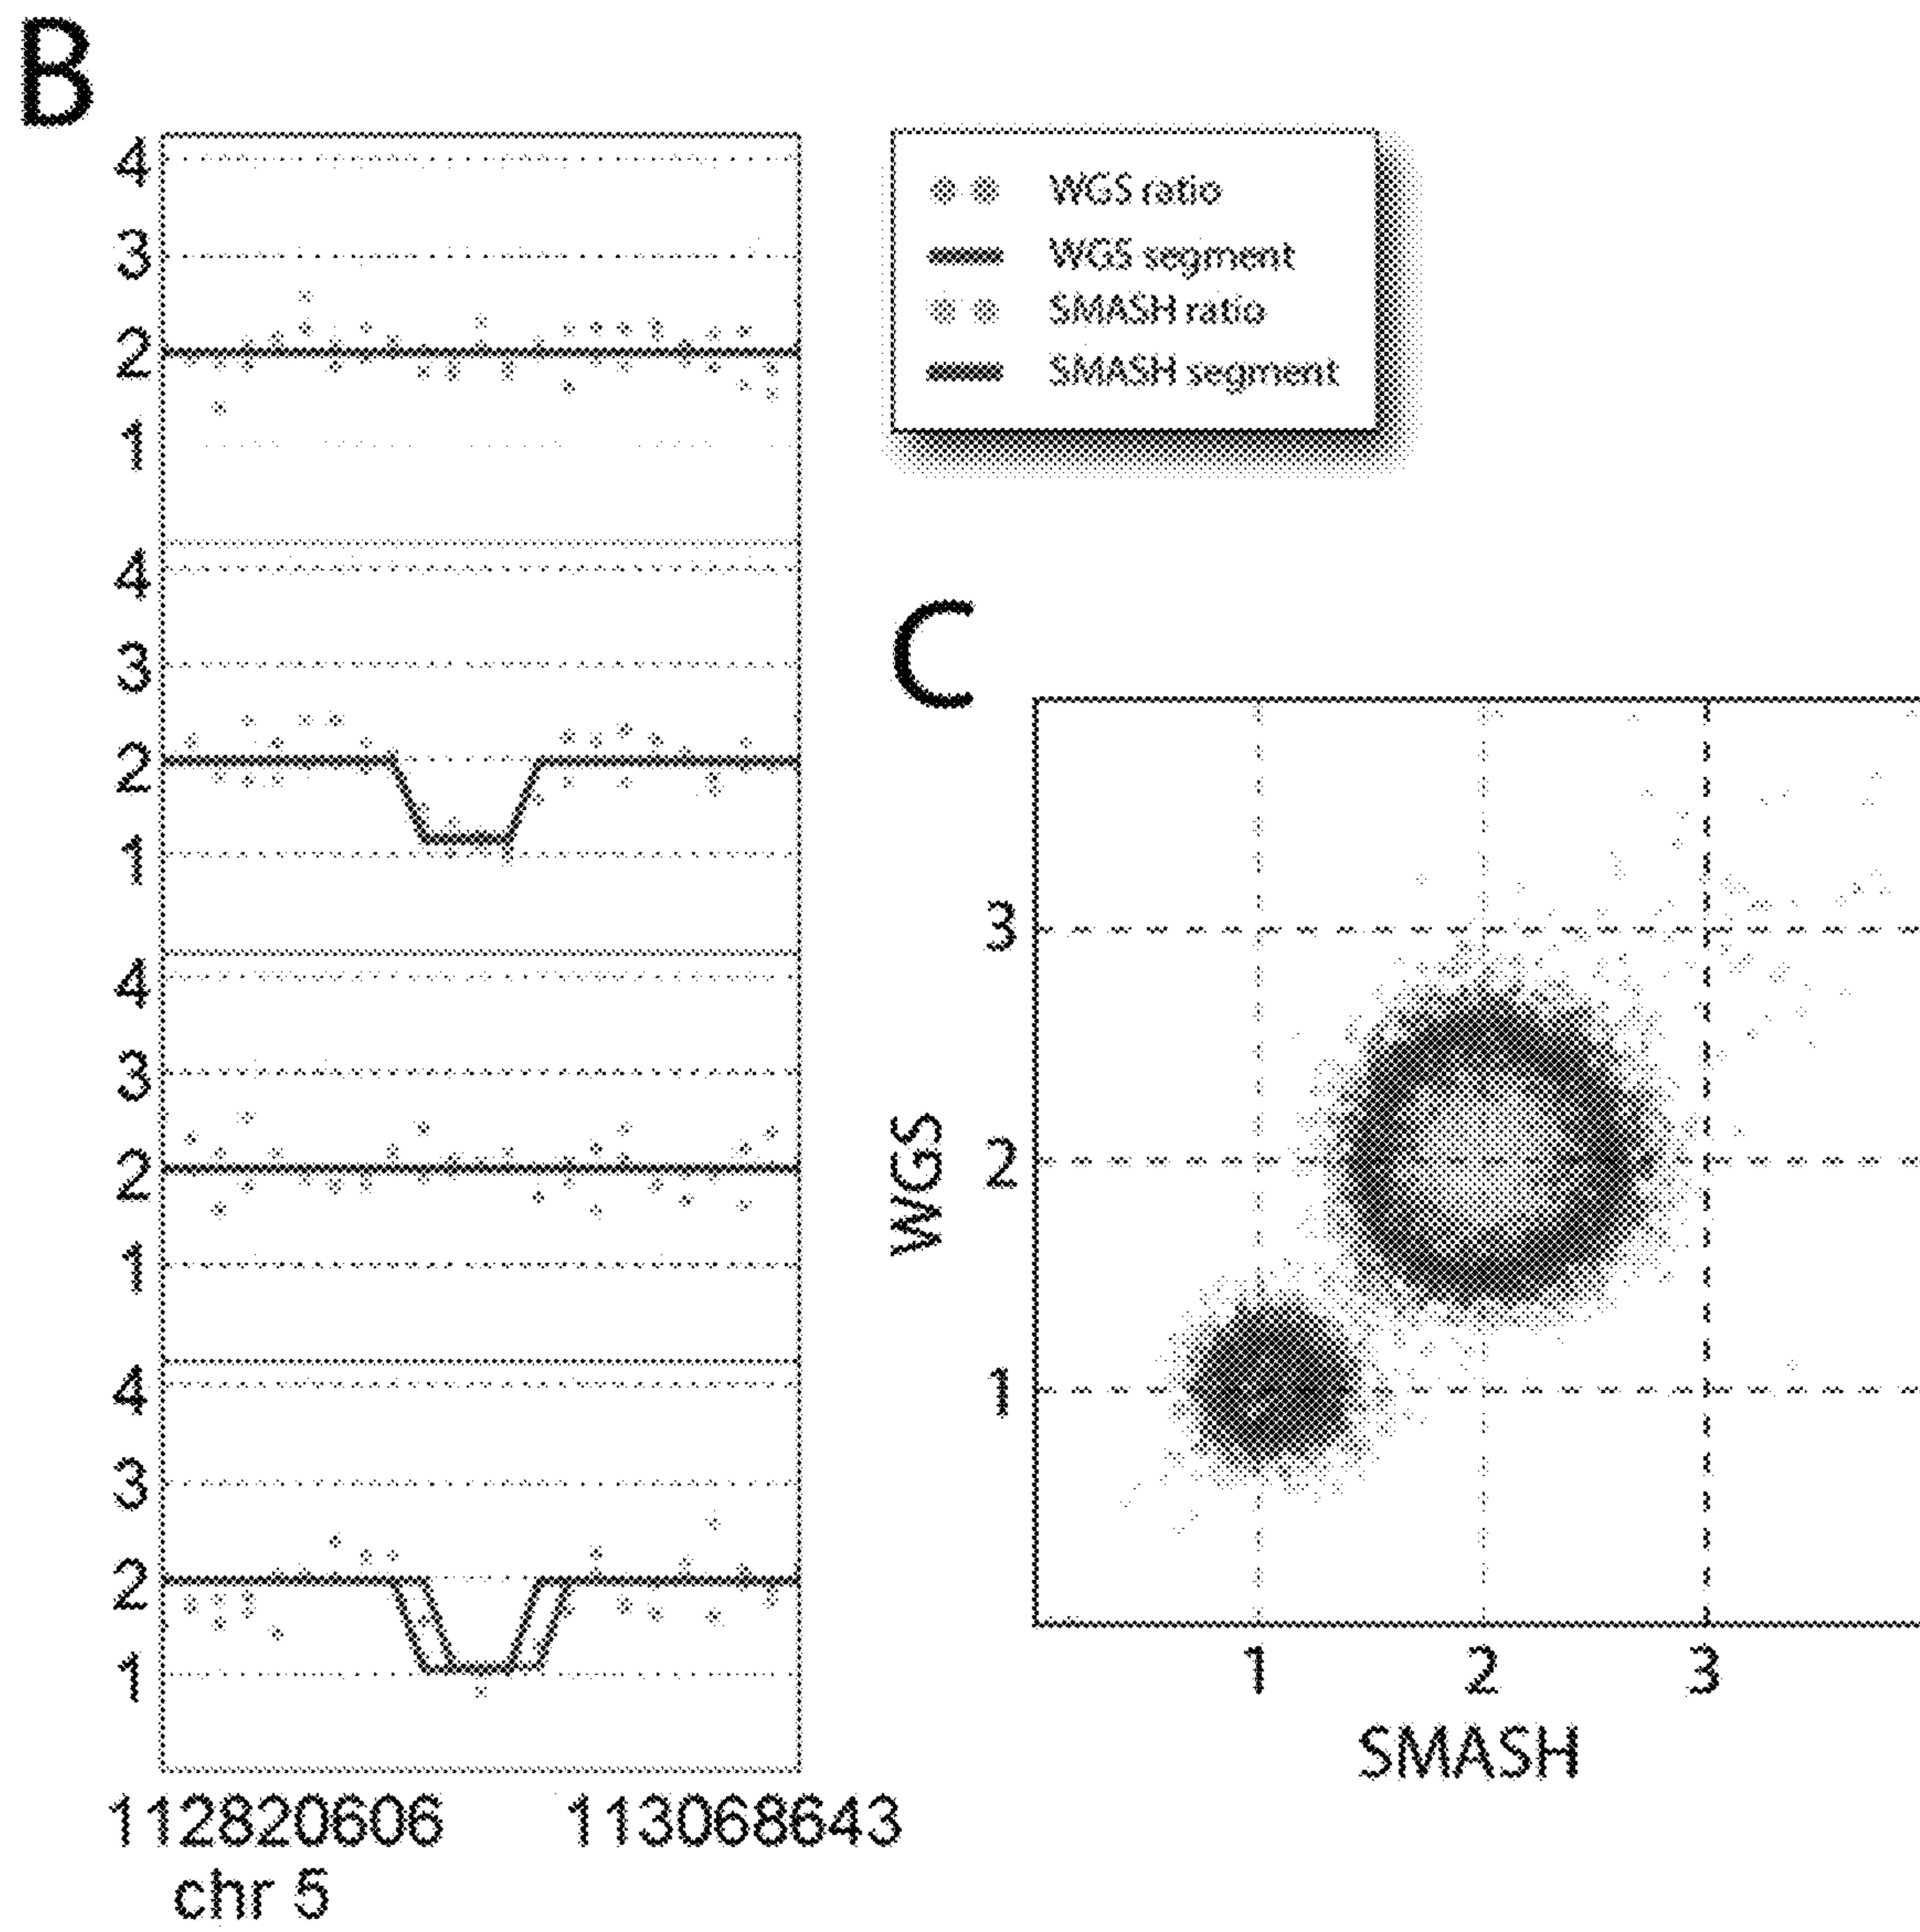 B
4
3
2
1
4
3
2
1
4
3
2
1
4
3
2
1
112820606 113068643
chr 5
WGS ratio
WGS segment
SMASH ratio
SMASH segment
C
WGS
3
2
1
1 2 3
SMASH